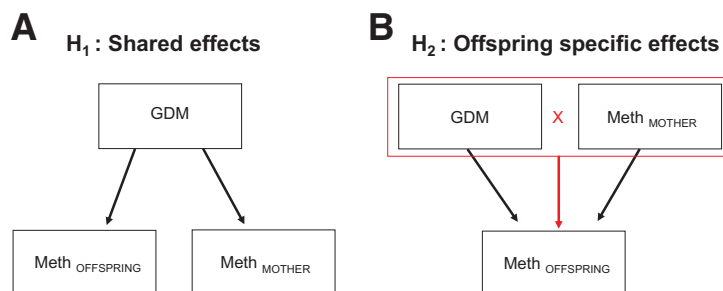 A
H1 : Shared effects
GDM
Meth OFFSPRING
Meth MOTHER
B
H2 : Offspring specific effects
GDM
X
Meth MOTHER
Meth OFFSPRING